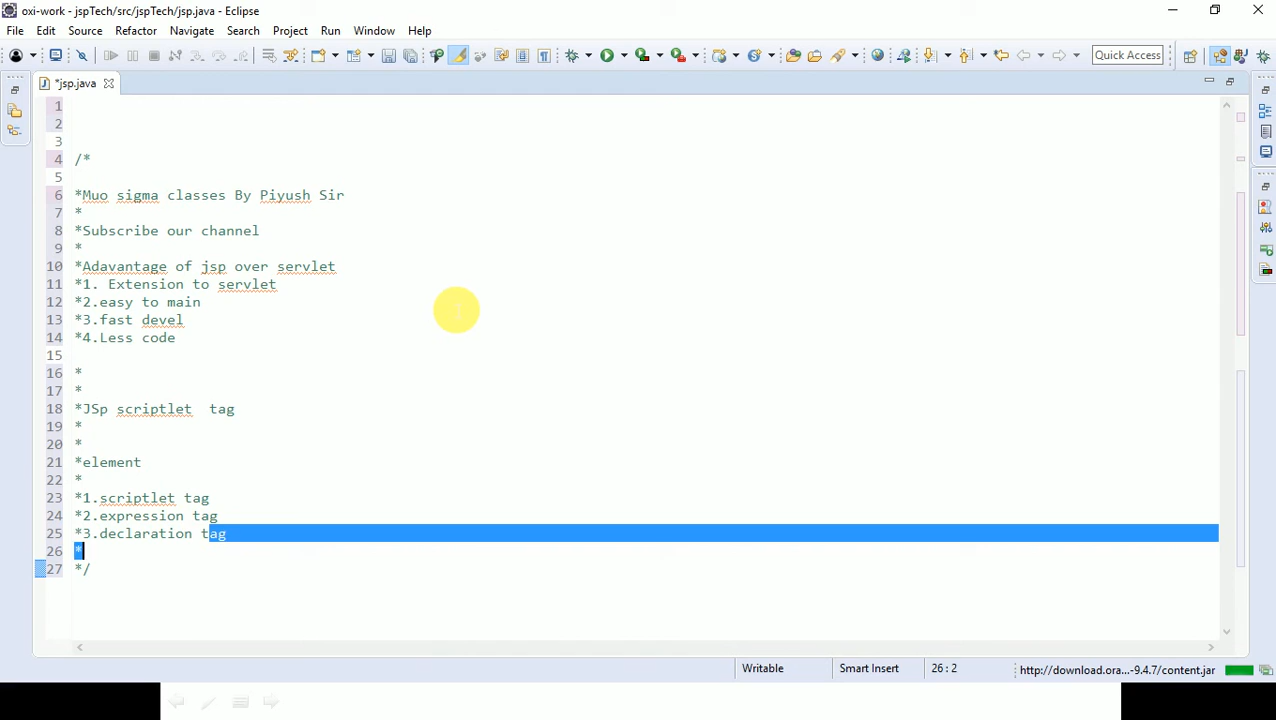 oxi-work - jspTech/src/jspTech/jsp.java - Eclipse
File Edit Source Refactor Navigate Search Project Run Window Help
Quick Access
*jsp.java
1
2
3
4 /*
5
6 *Muo sigma classes By Piyush Sir
7 *
8 *Subscribe our channel
9 *
10 *Adavantage of jsp over servlet
11 *1. Extension to servlet
12 *2.easy to main
13 *3.fast devel
14 *4.Less code
15
16 *
17 *
18 *JSp scriptlet  tag
19 *
20 *
21 *element
22 *
23 *1.scriptlet tag
24 *2.expression tag
25 *3.declaration tag
26 *
27 */
Writable Smart Insert 26 : 2 http://download.ora...-9.4.7/content.jar